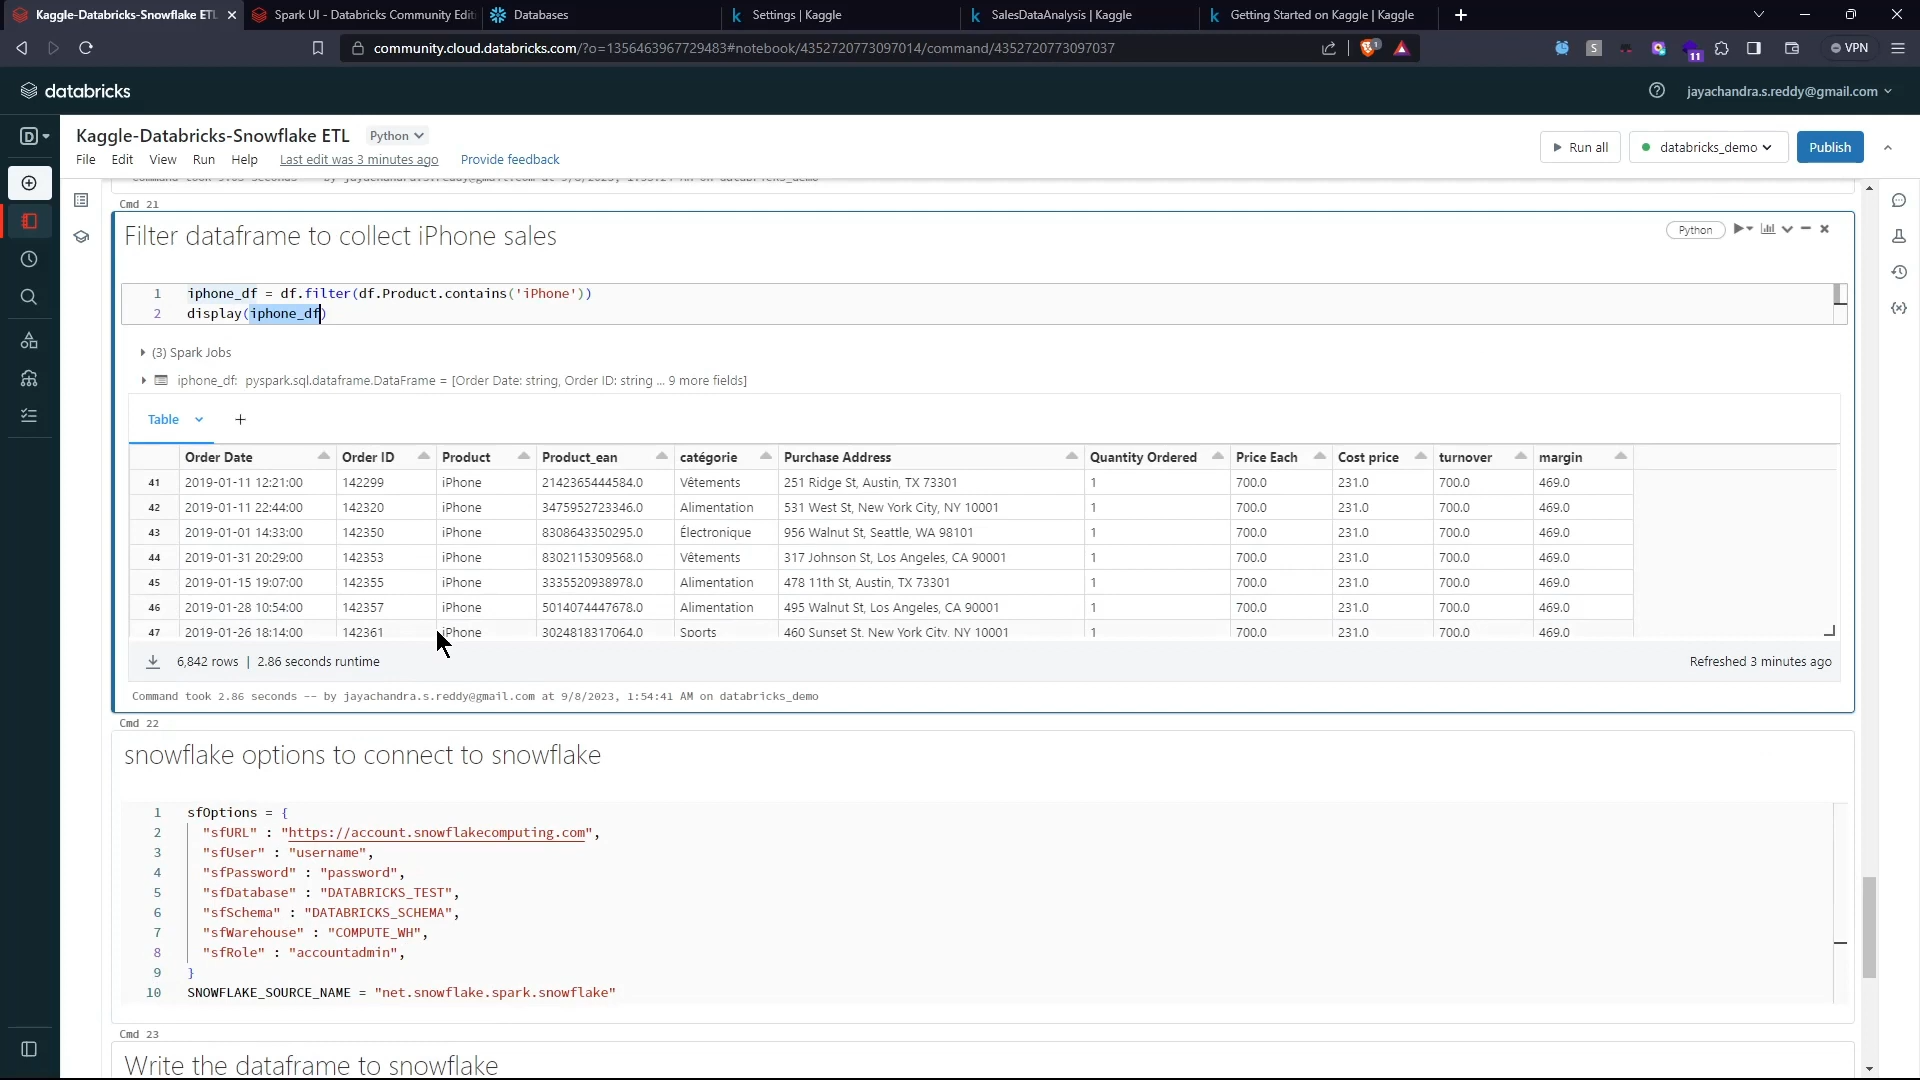 Kaggle-Databricks-Snowflake ETL
Spark UI - Databricks Community Edit
Databases
Settings | Kaggle
SalesDataAnalysis | Kaggle
Getting Started on Kaggle | Kaggle
community.cloud.databricks.com/?o=1356463967729483#notebook/4352720773097014/command/4352720773097037
1
S
11
VPN
databricks
jayachandra.s.reddy@gmail.com
D
Kaggle-Databricks-Snowflake ETL
Python
File Edit View Run Help Last edit was 3 minutes ago Provide feedback
Run all
databricks_demo
Publish
Cmd 21
Filter dataframe to collect iPhone sales
Python
1 iphone_df = df.filter(df.Product.contains('iPhone'))
2 display(iphone_df)
(3) Spark Jobs
iphone_df: pyspark.sql.dataframe.DataFrame = [Order Date: string, Order ID: string ... 9 more fields]
Table +
Order Date Order ID Product Product_ean catégorie Purchase Address Quantity Ordered Price Each Cost price turnover margin
41 2019-01-11 12:21:00 142299 iPhone 2142365444584.0 Vêtements 251 Ridge St, Austin, TX 73301 1 700.0 231.0 700.0 469.0
42 2019-01-11 22:44:00 142320 iPhone 3475952723346.0 Alimentation 531 West St, New York City, NY 10001 1 700.0 231.0 700.0 469.0
43 2019-01-01 14:33:00 142350 iPhone 8308643350295.0 Électronique 956 Walnut St, Seattle, WA 98101 1 700.0 231.0 700.0 469.0
44 2019-01-31 20:29:00 142353 iPhone 8302115309568.0 Vêtements 317 Johnson St, Los Angeles, CA 90001 1 700.0 231.0 700.0 469.0
45 2019-01-15 19:07:00 142355 iPhone 3335520938978.0 Alimentation 478 11th St, Austin, TX 73301 1 700.0 231.0 700.0 469.0
46 2019-01-28 10:54:00 142357 iPhone 5014074447678.0 Alimentation 495 Walnut St, Los Angeles, CA 90001 1 700.0 231.0 700.0 469.0
47 2019-01-26 18:14:00 142361 iPhone 3024818317064.0 Sports 460 Sunset St, New York City, NY 10001 1 700.0 231.0 700.0 469.0
6,842 rows | 2.86 seconds runtime
Refreshed 3 minutes ago
Command took 2.86 seconds -- by jayachandra.s.reddy@gmail.com at 9/8/2023, 1:54:41 AM on databricks_demo
Cmd 22
snowflake options to connect to snowflake
1 sfOptions = {
2 "sfURL" : "https://account.snowflakecomputing.com",
3 "sfUser" : "username",
4 "sfPassword" : "password",
5 "sfDatabase" : "DATABRICKS_TEST",
6 "sfSchema" : "DATABRICKS_SCHEMA",
7 "sfWarehouse" : "COMPUTE_WH",
8 "sfRole" : "accountadmin",
9 }
10 SNOWFLAKE_SOURCE_NAME = "net.snowflake.spark.snowflake"
Cmd 23
Write the dataframe to snowflake